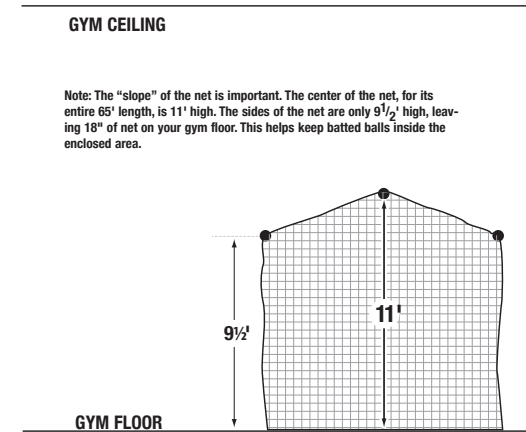 GYM CEILING
Note: The “slope” of the net is important. The center of the net, for its
entire 65' length, is 11' high. The sides of the net are only 9 1/2' high, leav-
ing 18" of net on your gym floor. This helps keep batted balls inside the
enclosed area.
11'
9½'
GYM FLOOR